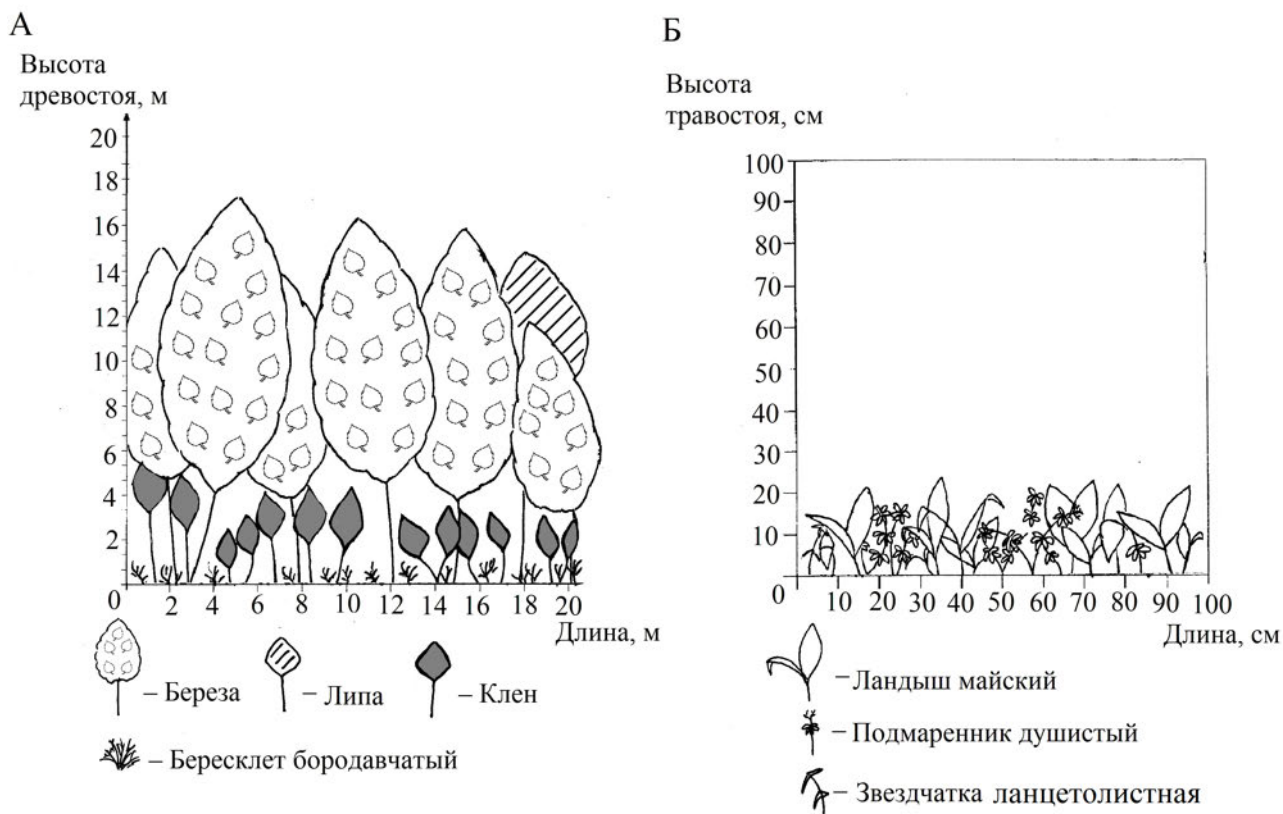 А
Высота
древостоя, м
20
18
16
14
12
10
8
6
4
2
0 2 4 6 8 10 12 14 16 18 20
Длина, м
– Береза – Липа – Клен
– Бересклет бородавчатый
Б
Высота
травостоя, см
100
90
80
70
60
50
40
30
20
10
0 10 20 30 40 50 60 70 80 90 100
Длина, см
– Ландыш майский
– Подмаренник душистый
– Звездчатка ланцетолистная